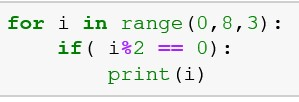 for i in range(0,8,3):
    if( i%2 == 0):
        print(i)